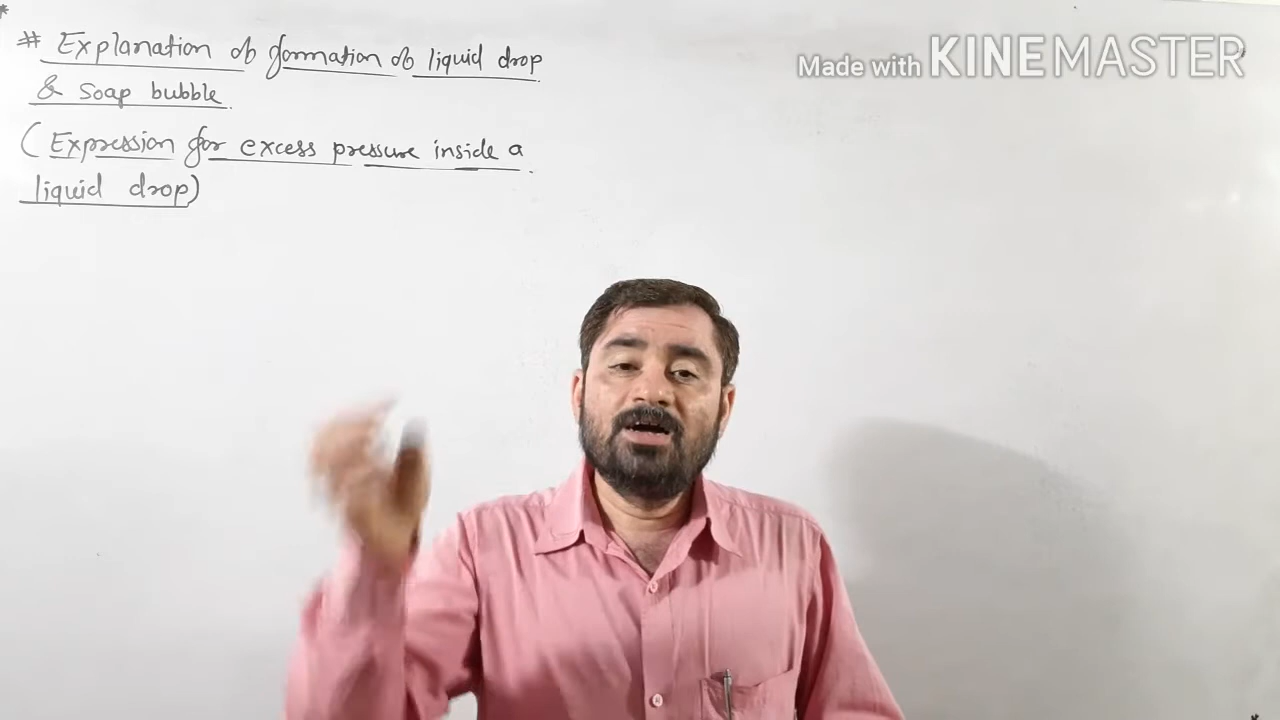 # Explanation of formation of liquid drop
& soap bubble.
(Expression for excess pressure inside a
liquid drop)
Made with KINEMASTER